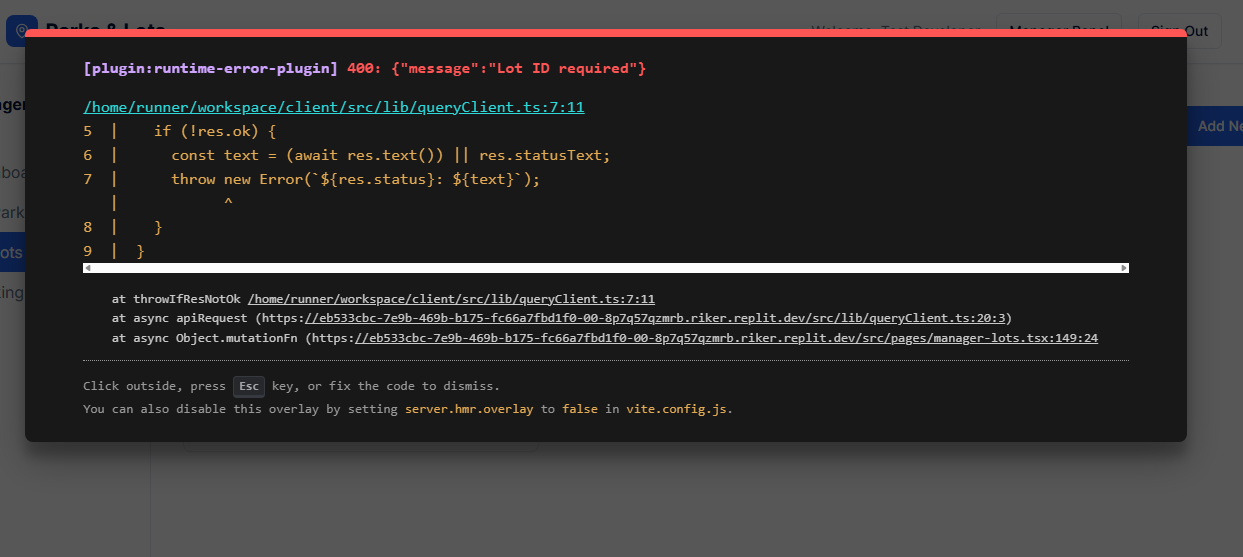 Parks & Lots
Welcome, Test Developer
Manager Panel
Sign Out
[plugin:runtime-error-plugin] 400: {"message":"Lot ID required"}
/home/runner/workspace/client/src/lib/queryClient.ts:7:11
5 | if (!res.ok) {
6 | const text = (await res.text()) || res.statusText;
7 | throw new Error(`${res.status}: ${text}`);
| ^
8 | }
9 | }
at throwIfResNotOk /home/runner/workspace/client/src/lib/queryClient.ts:7:11
at async apiRequest (https://eb533cbc-7e9b-469b-b175-fc66a7fbd1f0-00-8p7q57qzmrb.riker.replit.dev/src/lib/queryClient.ts:20:3)
at async Object.mutationFn (https://eb533cbc-7e9b-469b-b175-fc66a7fbd1f0-00-8p7q57qzmrb.riker.replit.dev/src/pages/manager-lots.tsx:149:24
Click outside, press Esc key, or fix the code to dismiss.
You can also disable this overlay by setting server.hmr.overlay to false in vite.config.js.
ager
boa
ark
ots
king
Add Ne